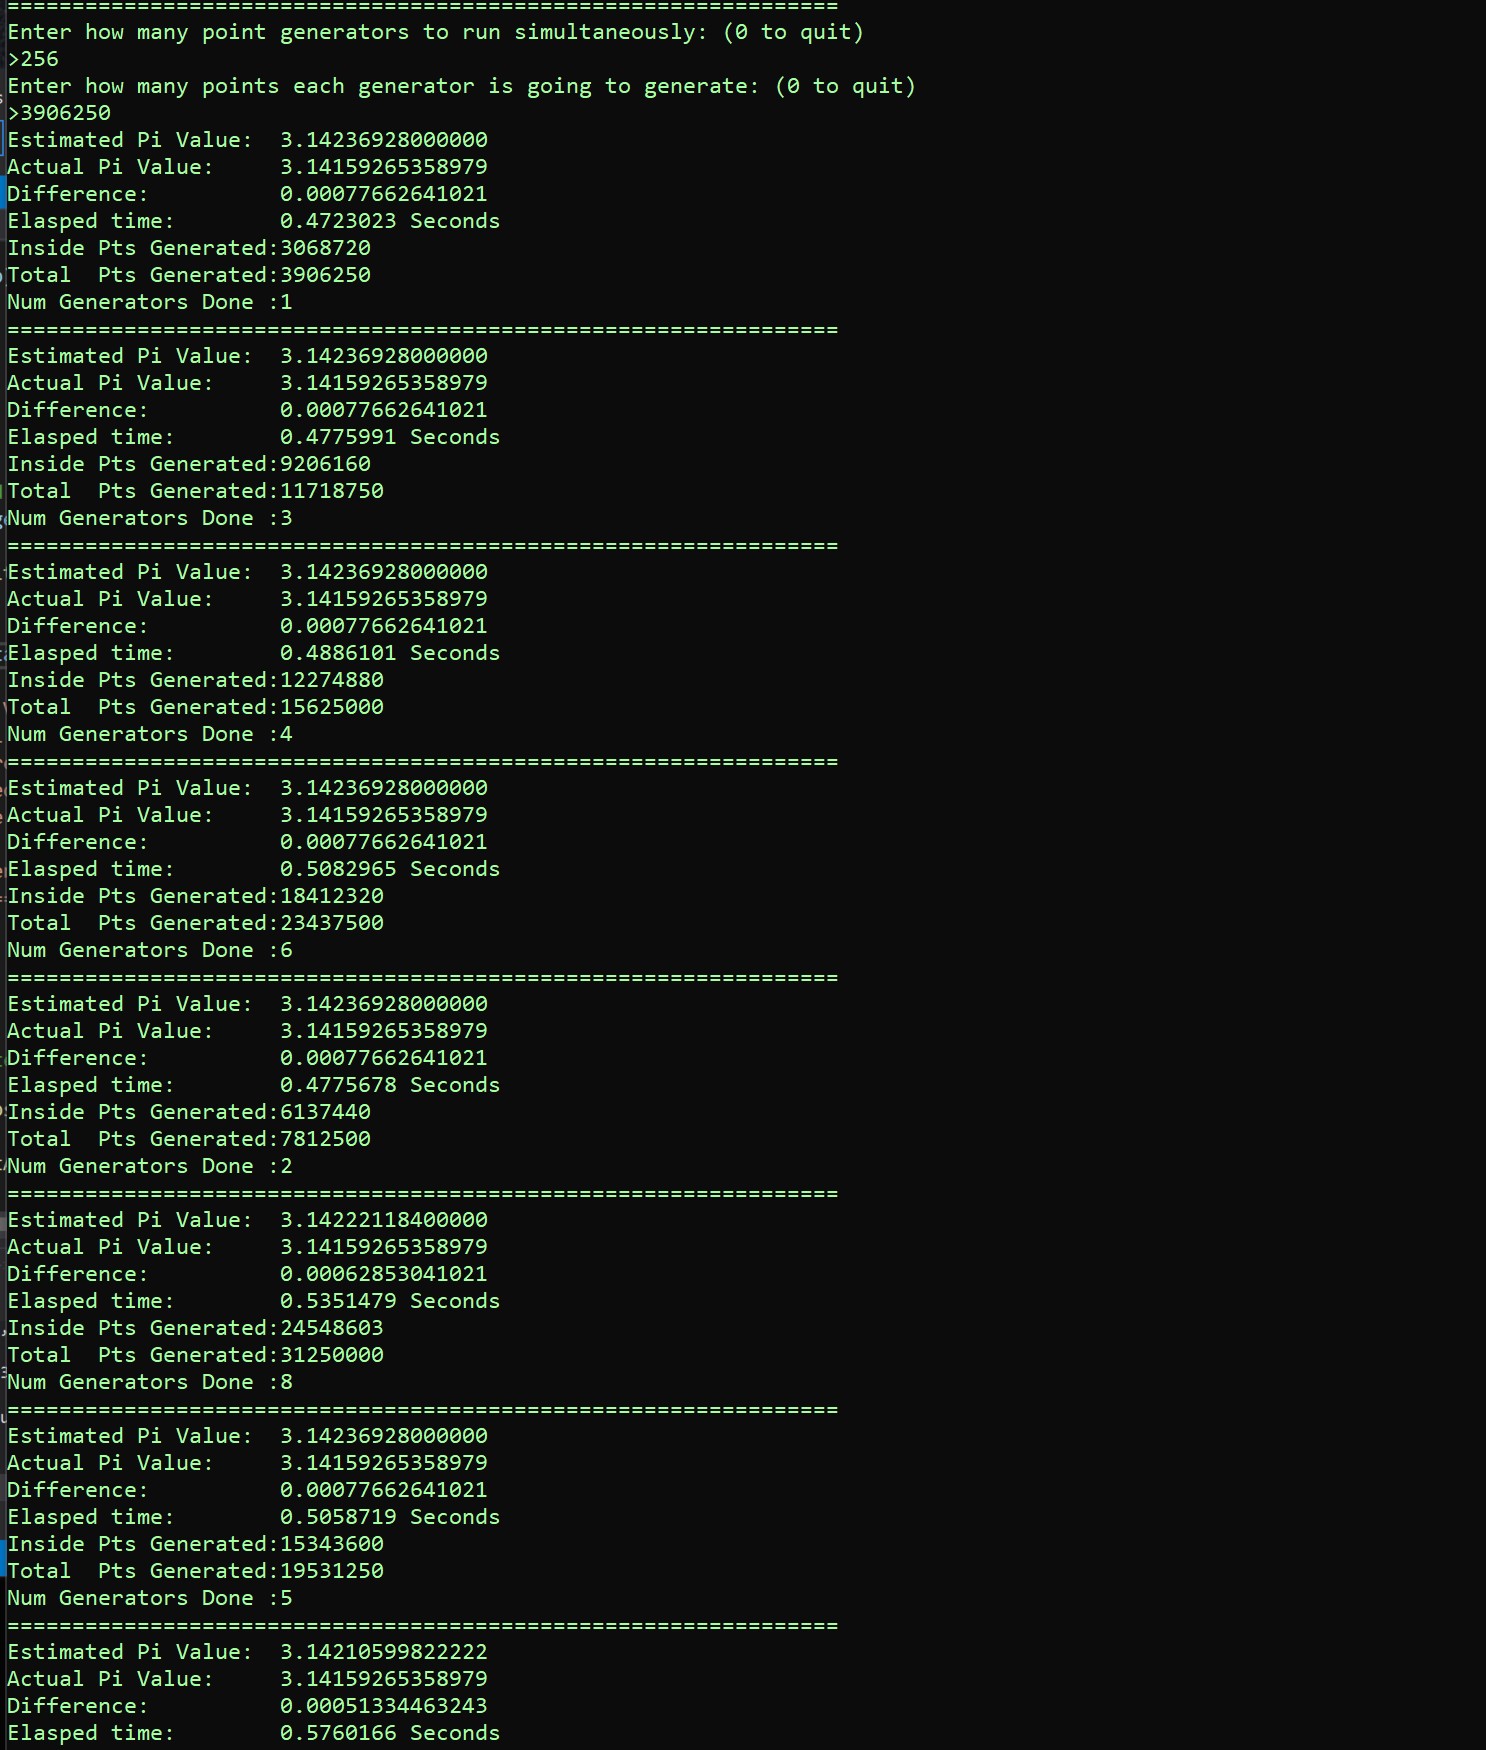 ================================================================
Enter how many point generators to run simultaneously: (0 to quit)
>256
Enter how many points each generator is going to generate: (0 to quit)
>3906250
Estimated Pi Value:  3.14236928000000
Actual Pi Value:     3.14159265358979
Difference:          0.00077662641021
Elasped time:        0.4723023 Seconds
Inside Pts Generated:3068720
Total  Pts Generated:3906250
Num Generators Done :1
================================================================
Estimated Pi Value:  3.14236928000000
Actual Pi Value:     3.14159265358979
Difference:          0.00077662641021
Elasped time:        0.4775991 Seconds
Inside Pts Generated:9206160
Total  Pts Generated:11718750
Num Generators Done :3
================================================================
Estimated Pi Value:  3.14236928000000
Actual Pi Value:     3.14159265358979
Difference:          0.00077662641021
Elasped time:        0.4886101 Seconds
Inside Pts Generated:12274880
Total  Pts Generated:15625000
Num Generators Done :4
================================================================
Estimated Pi Value:  3.14236928000000
Actual Pi Value:     3.14159265358979
Difference:          0.00077662641021
Elasped time:        0.5082965 Seconds
Inside Pts Generated:18412320
Total  Pts Generated:23437500
Num Generators Done :6
================================================================
Estimated Pi Value:  3.14236928000000
Actual Pi Value:     3.14159265358979
Difference:          0.00077662641021
Elasped time:        0.4775678 Seconds
Inside Pts Generated:6137440
Total  Pts Generated:7812500
Num Generators Done :2
================================================================
Estimated Pi Value:  3.14222118400000
Actual Pi Value:     3.14159265358979
Difference:          0.00062853041021
Elasped time:        0.5351479 Seconds
Inside Pts Generated:24548603
Total  Pts Generated:31250000
Num Generators Done :8
================================================================
Estimated Pi Value:  3.14236928000000
Actual Pi Value:     3.14159265358979
Difference:          0.00077662641021
Elasped time:        0.5058719 Seconds
Inside Pts Generated:15343600
Total  Pts Generated:19531250
Num Generators Done :5
================================================================
Estimated Pi Value:  3.14210599822222
Actual Pi Value:     3.14159265358979
Difference:          0.00051334463243
Elasped time:        0.5760166 Seconds